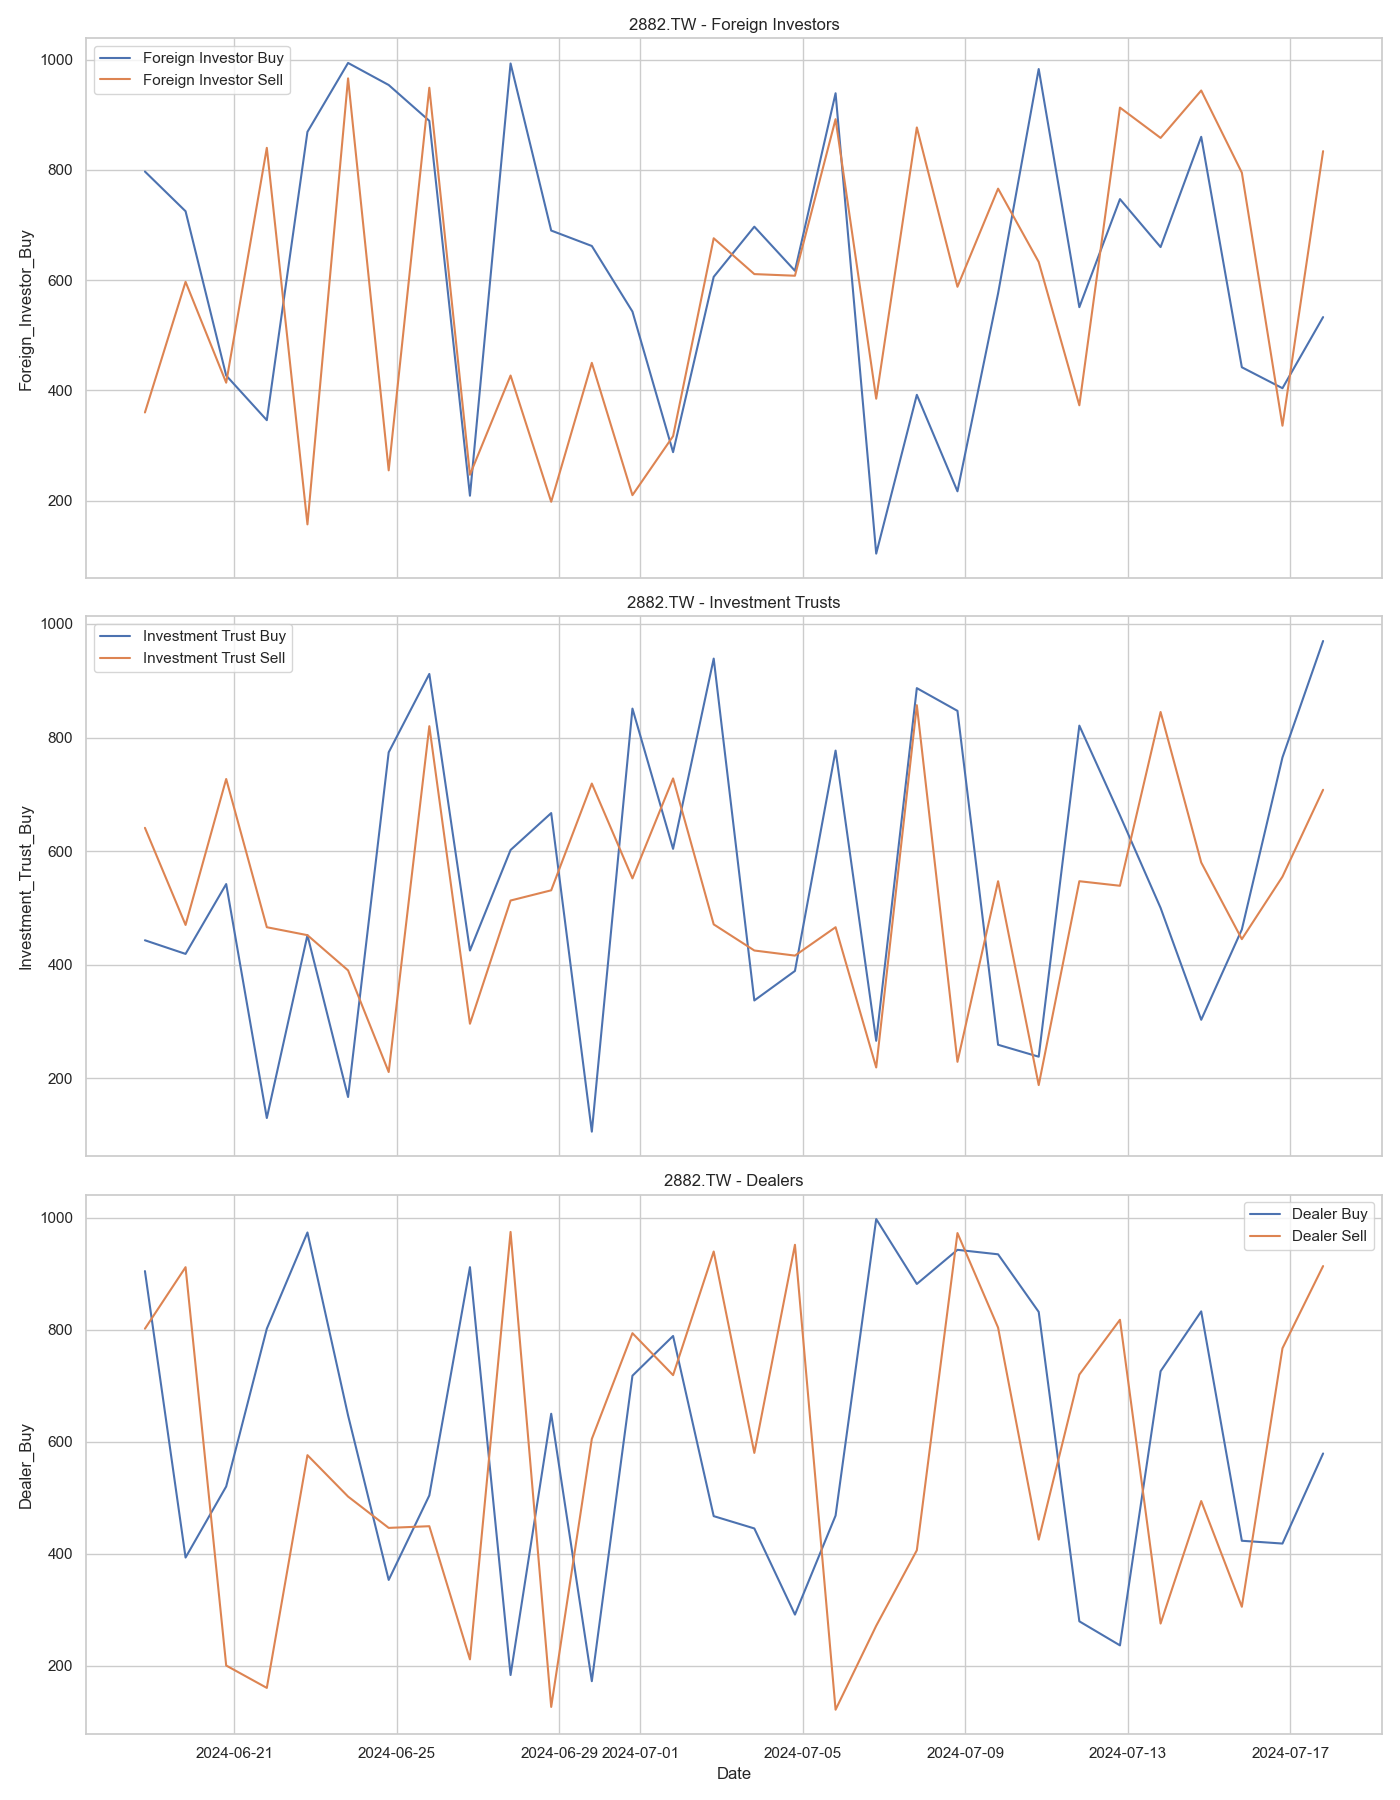 2882.TW - Foreign Investors
Foreign Investor Buy
Foreign Investor Sell
Foreign_Investor_Buy
1000
800
600
400
200
2882.TW - Investment Trusts
Investment Trust Buy
Investment Trust Sell
Investment_Trust_Buy
1000
800
600
400
200
2882.TW - Dealers
Dealer Buy
Dealer Sell
Dealer_Buy
1000
800
600
400
200
2024-06-21 2024-06-25 2024-06-29 2024-07-01 2024-07-05 2024-07-09 2024-07-13 2024-07-17
Date